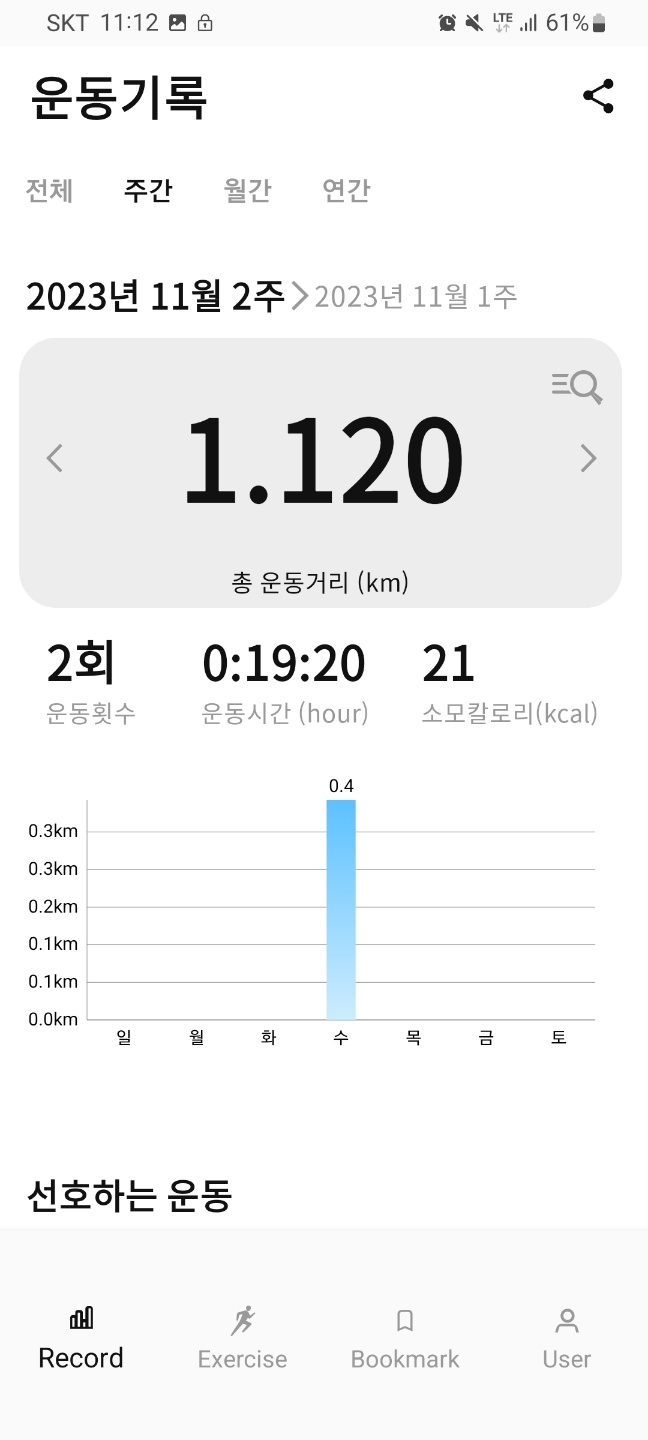 SKT 11:12 LTE 61%
운동기록
전체 주간 월간 연간
2023년 11월 2주 2023년 11월 1주
1.120
총 운동거리 (km)
2회 0:19:20 21
운동횟수 운동시간 (hour) 소모칼로리(kcal)
0.4
0.3km
0.3km
0.2km
0.1km
0.1km
0.0km
일 월 화 수 목 금 토
선호하는 운동
Record Exercise Bookmark User